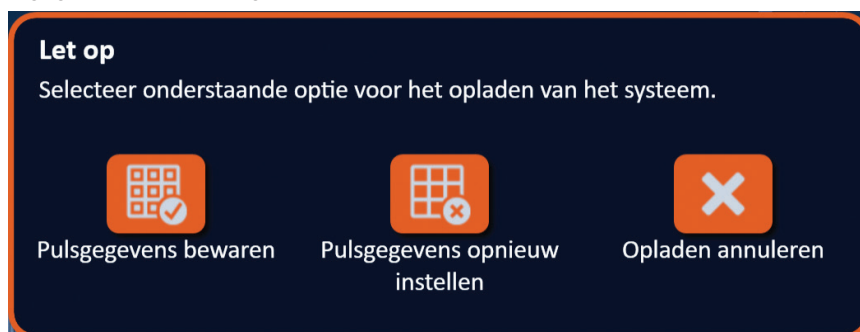 Let op
Selecteer onderstaande optie voor het opladen van het systeem.
Pulsgegevens bewaren
Pulsgegevens opnieuw
instellen
Opladen annuleren